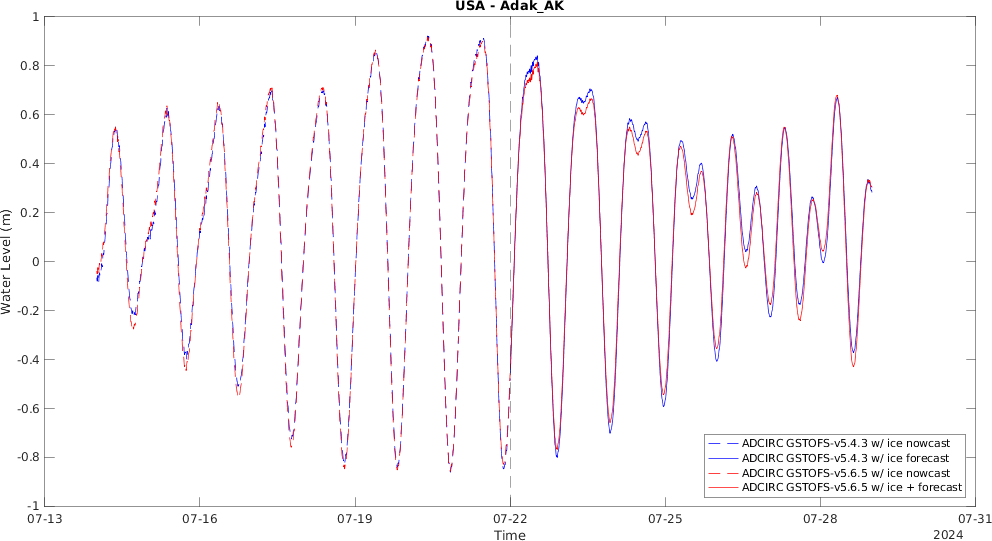 USA - Adak_AK
1
0.8
0.6
0.4
0.2
0
-0.2
-0.4
-0.6
-0.8
-1
Water Level (m)
ADCIRC GSTOFS-v5.4.3 w/ ice nowcast
ADCIRC GSTOFS-v5.4.3 w/ ice forecast
ADCIRC GSTOFS-v5.6.5 w/ ice nowcast
ADCIRC GSTOFS-v5.6.5 w/ ice + forecast
07-13 07-16 07-19 07-22 07-25 07-28 07-31
Time
2024